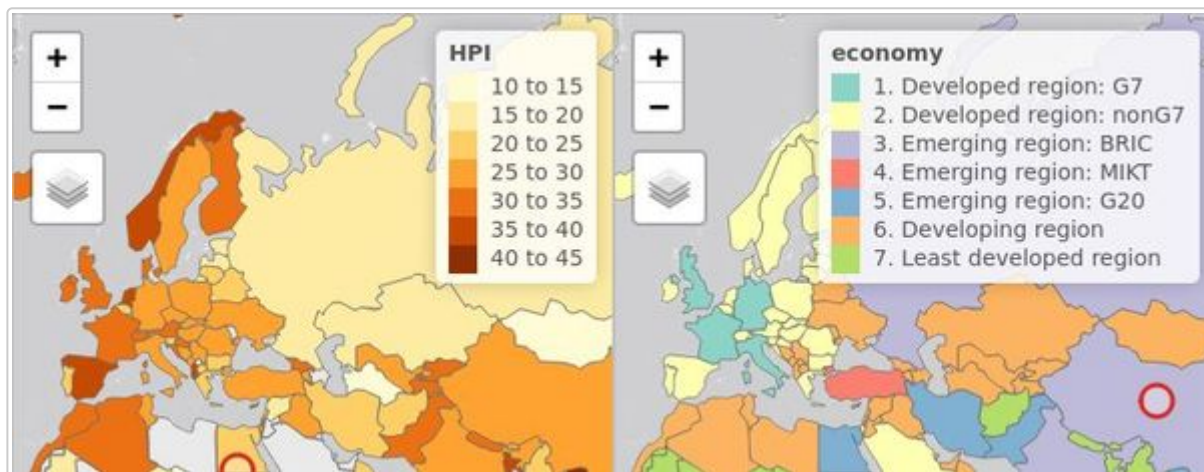 +
−
HPI
10 to 15
15 to 20
20 to 25
25 to 30
30 to 35
35 to 40
40 to 45
+
−
economy
1. Developed region: G7
2. Developed region: nonG7
3. Emerging region: BRIC
4. Emerging region: MIKT
5. Emerging region: G20
6. Developing region
7. Least developed region